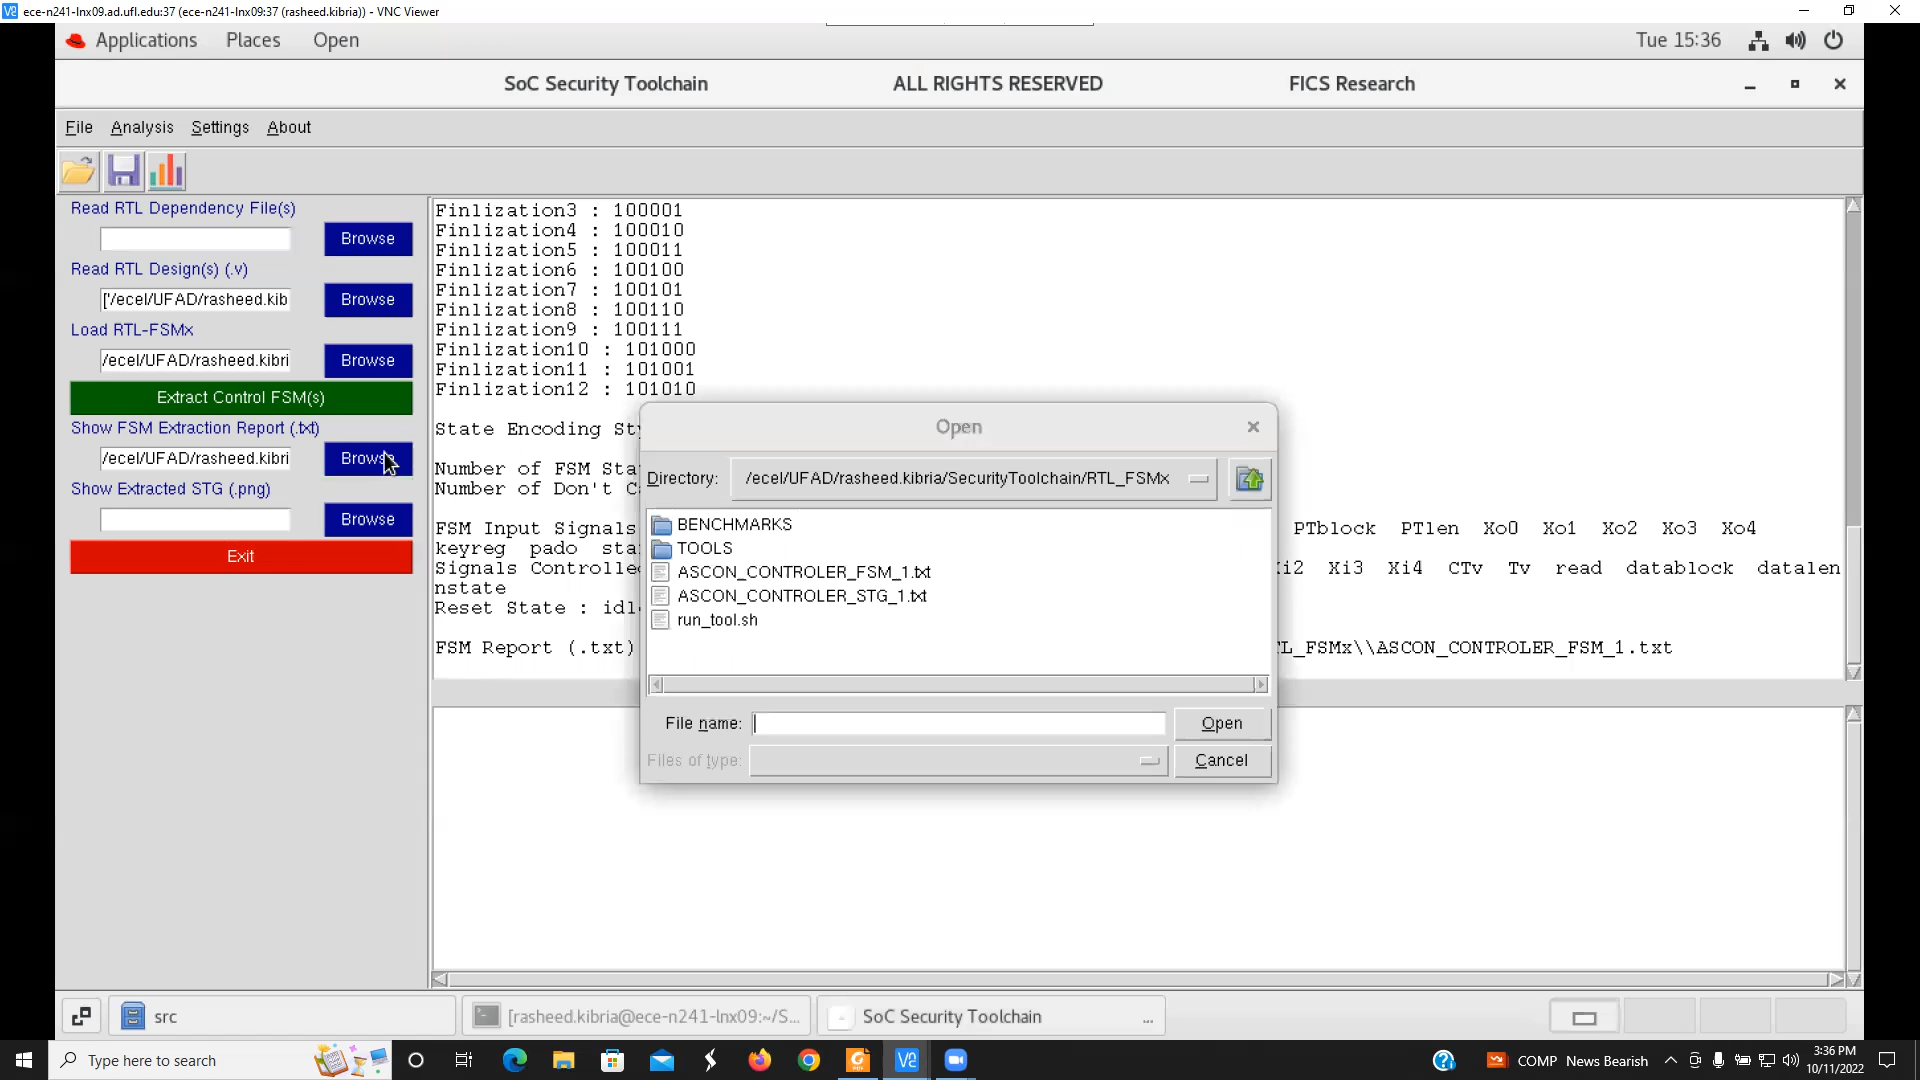 ece-n241-lnx09.ad.ufl.edu:37 (ece-n241-lnx09:37 (rasheed.kibria)) - VNC Viewer
Applications Places Open Tue 15:36
SoC Security Toolchain ALL RIGHTS RESERVED FICS Research
File Analysis Settings About
Read RTL Dependency File(s)
Browse
Read RTL Design(s) (.v)
['/ecel/UFAD/rasheed.kib Browse
Load RTL-FSMx
/ecel/UFAD/rasheed.kibri Browse
Extract Control FSM(s)
Show FSM Extraction Report (.txt)
/ecel/UFAD/rasheed.kibri Browse
Show Extracted STG (.png)
Browse
Exit
Finlization3 : 100001
Finlization4 : 100010
Finlization5 : 100011
Finlization6 : 100100
Finlization7 : 100101
Finlization8 : 100110
Finlization9 : 100111
Finlization10 : 101000
Finlization11 : 101001
Finlization12 : 101010
State Encoding Sty
Number of FSM Sta
Number of Don't C
FSM Input Signals PTblock PTlen Xo0 Xo1 Xo2 Xo3 Xo4
keyreg pado sta
Signals Controlle i2 Xi3 Xi4 CTv Tv read datablock datalen
nstate
Reset State : idl
FSM Report (.txt) L_FSMx\\ASCON_CONTROLER_FSM_1.txt
Open
Directory: /ecel/UFAD/rasheed.kibria/SecurityToolchain/RTL_FSMx
BENCHMARKS
TOOLS
ASCON_CONTROLER_FSM_1.txt
ASCON_CONTROLER_STG_1.txt
run_tool.sh
File name: Open
Files of type: Cancel
src [rasheed.kibria@ece-n241-lnx09:~/S... SoC Security Toolchain ...
Type here to search COMP News Bearish 3:36 PM
10/11/2022